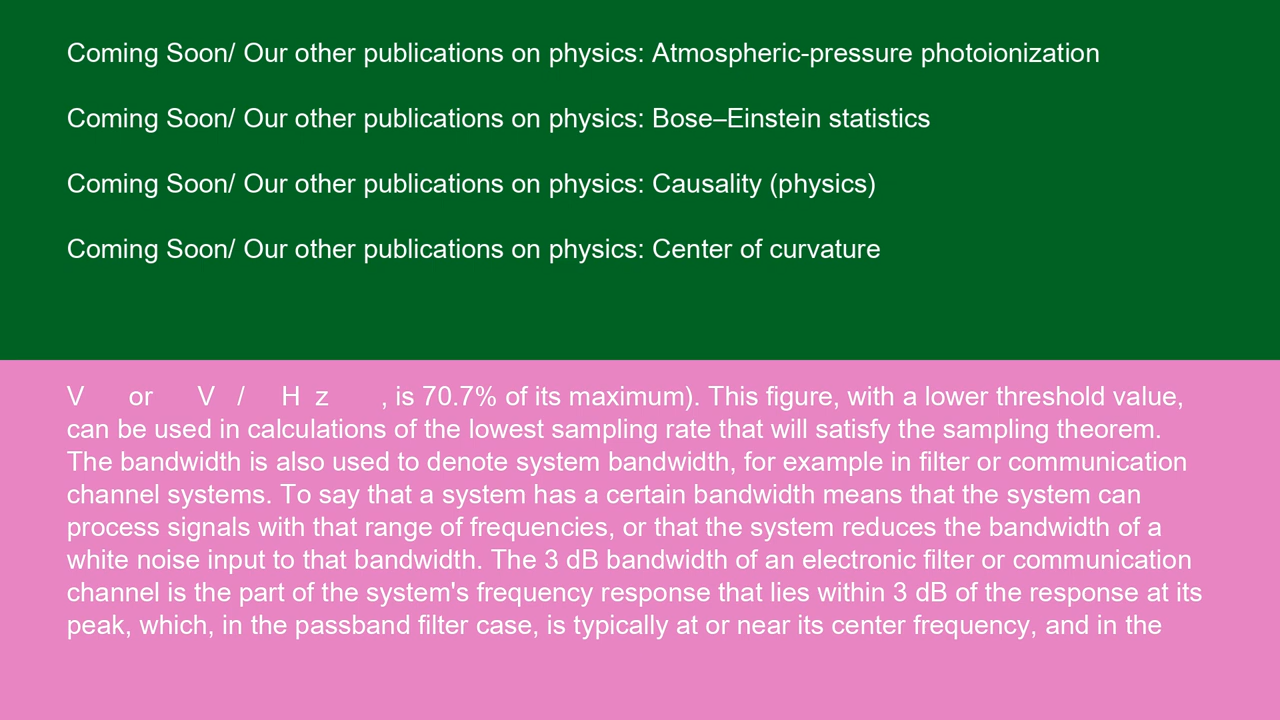 Coming Soon/ Our other publications on physics: Atmospheric-pressure photoionization
Coming Soon/ Our other publications on physics: Bose–Einstein statistics
Coming Soon/ Our other publications on physics: Causality (physics)
Coming Soon/ Our other publications on physics: Center of curvature
V or V / H z , is 70.7% of its maximum). This figure, with a lower threshold value,
can be used in calculations of the lowest sampling rate that will satisfy the sampling theorem.
The bandwidth is also used to denote system bandwidth, for example in filter or communication
channel systems. To say that a system has a certain bandwidth means that the system can
process signals with that range of frequencies, or that the system reduces the bandwidth of a
white noise input to that bandwidth. The 3 dB bandwidth of an electronic filter or communication
channel is the part of the system's frequency response that lies within 3 dB of the response at its
peak, which, in the passband filter case, is typically at or near its center frequency, and in the